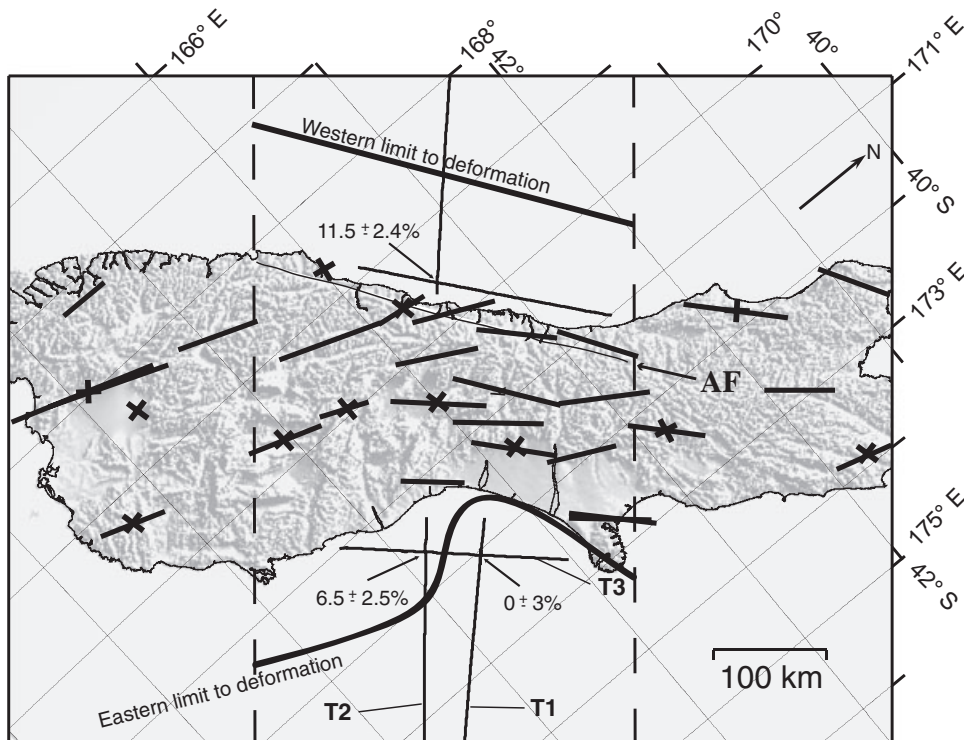 166° E
168°
42°
170°
40°
171° E
N
40° S
Western limit to deformation
11.5 ± 2.4%
173° E
AF
175° E
42° S
T3
6.5 ± 2.5%
0 ± 3%
Eastern limit to deformation
100 km
T2
T1